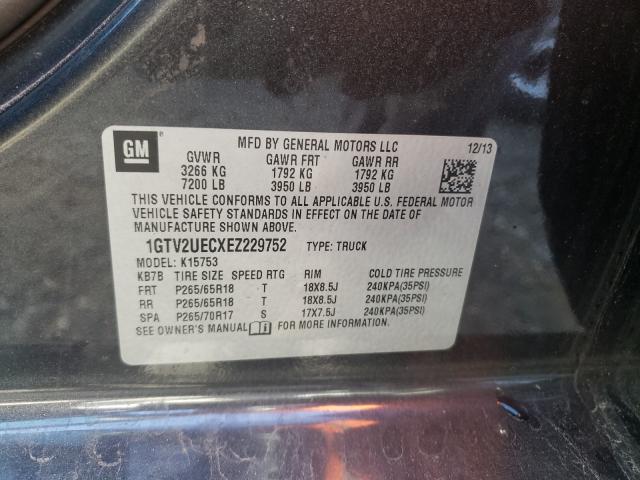 GM ® MFD BY GENERAL MOTORS LLC 12/13
GVWR GAWR FRT GAWR RR
3266 KG 1792 KG 1792 KG
7200 LB 3950 LB 3950 LB
THIS VEHICLE CONFORMS TO ALL APPLICABLE U.S. FEDERAL MOTOR
VEHICLE SAFETY STANDARDS IN EFFECT ON THE DATE OF
MANUFACTURE SHOWN ABOVE.
1GTV2UECXEZ229752 TYPE: TRUCK
MODEL: K15753
KB7B TIRE SIZE SPEED RTG RIM COLD TIRE PRESSURE
FRT P265/65R18 T 18X8.5J 240KPA(35PSI)
RR P265/65R18 T 18X8.5J 240KPA(35PSI)
SPA P265/70R17 S 17X7.5J 240KPA(35PSI)
SEE OWNER'S MANUAL FOR MORE INFORMATION.